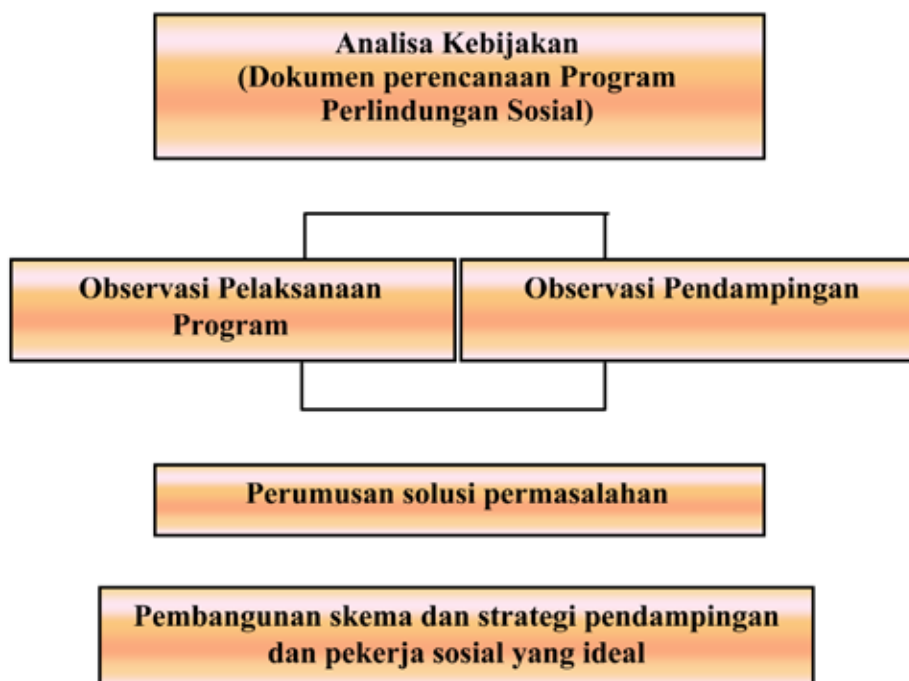 Analisa Kebijakan
(Dokumen perencanaan Program
Perlindungan Sosial)
Observasi Pelaksanaan
Program
Observasi Pendampingan
Perumusan solusi permasalahan
Pembangunan skema dan strategi pendampingan
dan pekerja sosial yang ideal